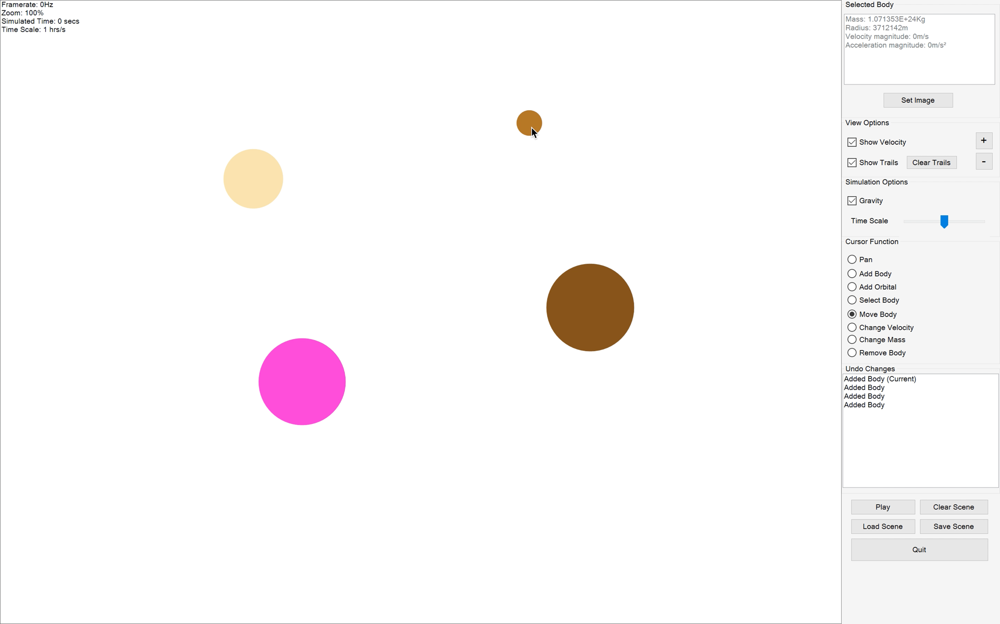 Framerate: 0Hz
Zoom: 100%
Simulated Time: 0 secs
Time Scale: 1 hrs/s
Selected Body
Mass: 1.071353E+24Kg
Radius: 3712142m
Velocity magnitude: 0m/s
Acceleration magnitude: 0m/s²
Set Image
View Options
Show Velocity
+
Show Trails
Clear Trails
-
Simulation Options
Gravity
Time Scale
Cursor Function
Pan
Add Body
Add Orbital
Select Body
Move Body
Change Velocity
Change Mass
Remove Body
Undo Changes
Added Body (Current)
Added Body
Added Body
Added Body
Play
Clear Scene
Load Scene
Save Scene
Quit